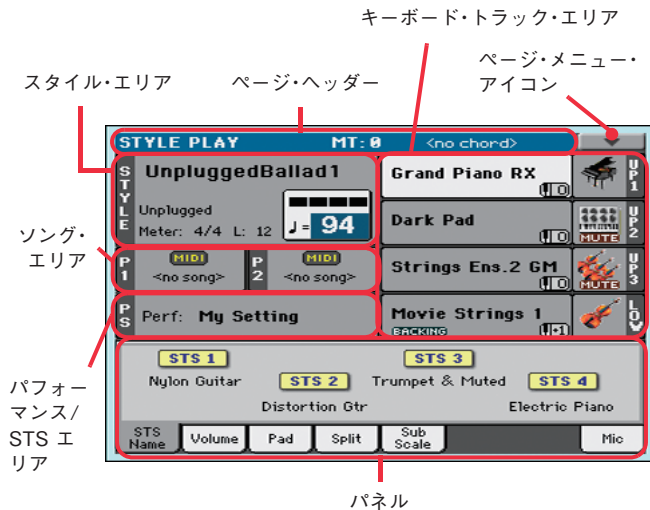 キーボード・トラック・エリア
スタイル・エリア
ページ・ヘッダー
ページ・メニュー・
アイコン
STYLE PLAY MT:0 <no chord>
STYLE
UnpluggedBallad1
Unplugged
Meter: 4/4 L: 12 ♩= 94
Grand Piano RX
0
UP1
Dark Pad
0
MUTE
UP2
ソング・
エリア
P1
MIDI
<no song>
P2
MIDI
<no song>
Strings Ens.2 GM
0
MUTE
UP3
PS
Perf: My Setting
Movie Strings 1
BACKING
+1
LOW
STS 1
Nylon Guitar
STS 2
Distortion Gtr
STS 3
Trumpet & Muted
STS 4
Electric Piano
パフォー
マンス/
STS エ
リア
STS Name
Volume
Pad
Split
Sub Scale
Mic
パネル